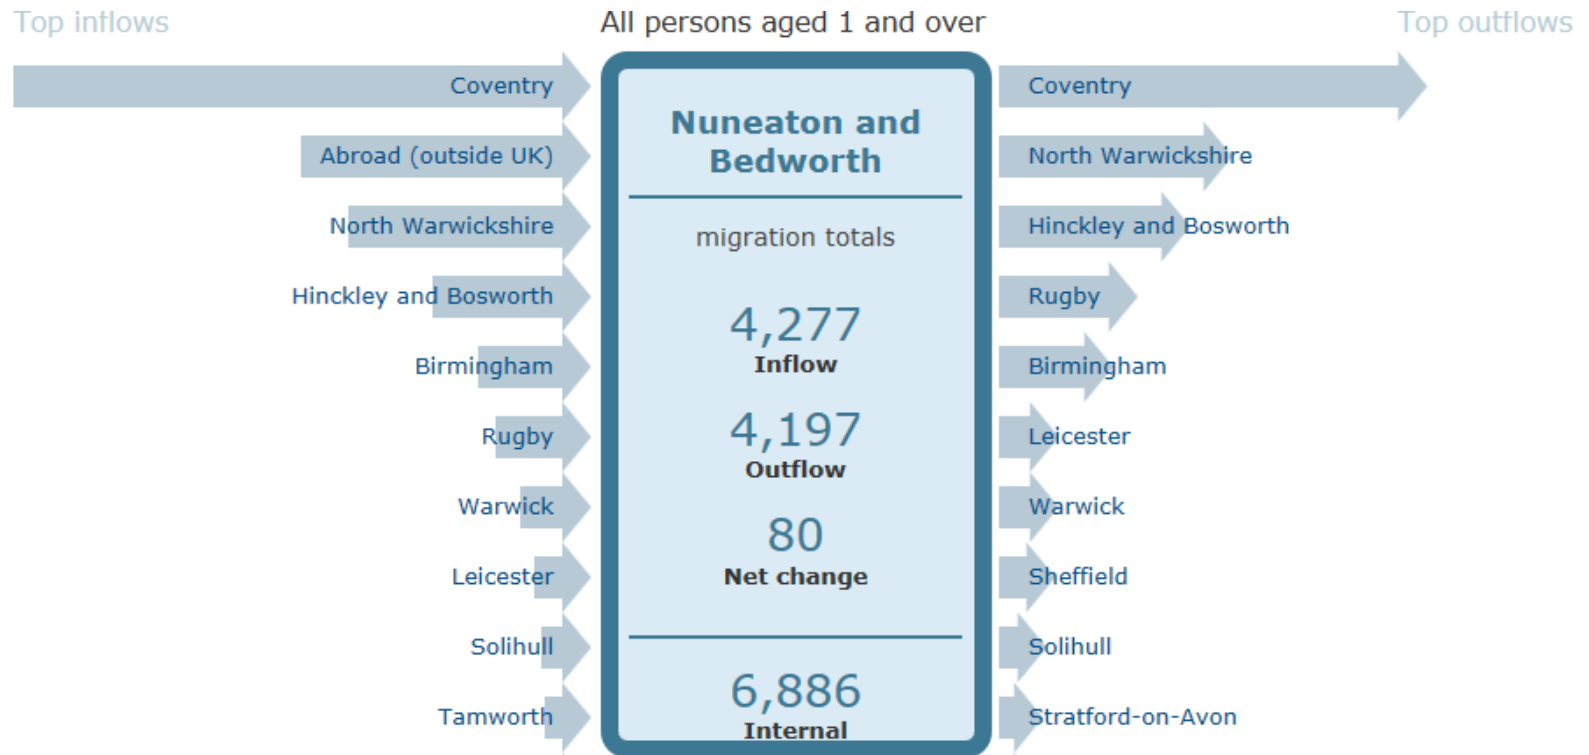 Top inflows
All persons aged 1 and over
Top outflows
Coventry
Abroad (outside UK)
North Warwickshire
Hinckley and Bosworth
Birmingham
Rugby
Warwick
Leicester
Solihull
Tamworth
Nuneaton and
Bedworth
migration totals
4,277
Inflow
4,197
Outflow
80
Net change
6,886
Internal
Coventry
North Warwickshire
Hinckley and Bosworth
Rugby
Birmingham
Leicester
Warwick
Sheffield
Solihull
Stratford-on-Avon